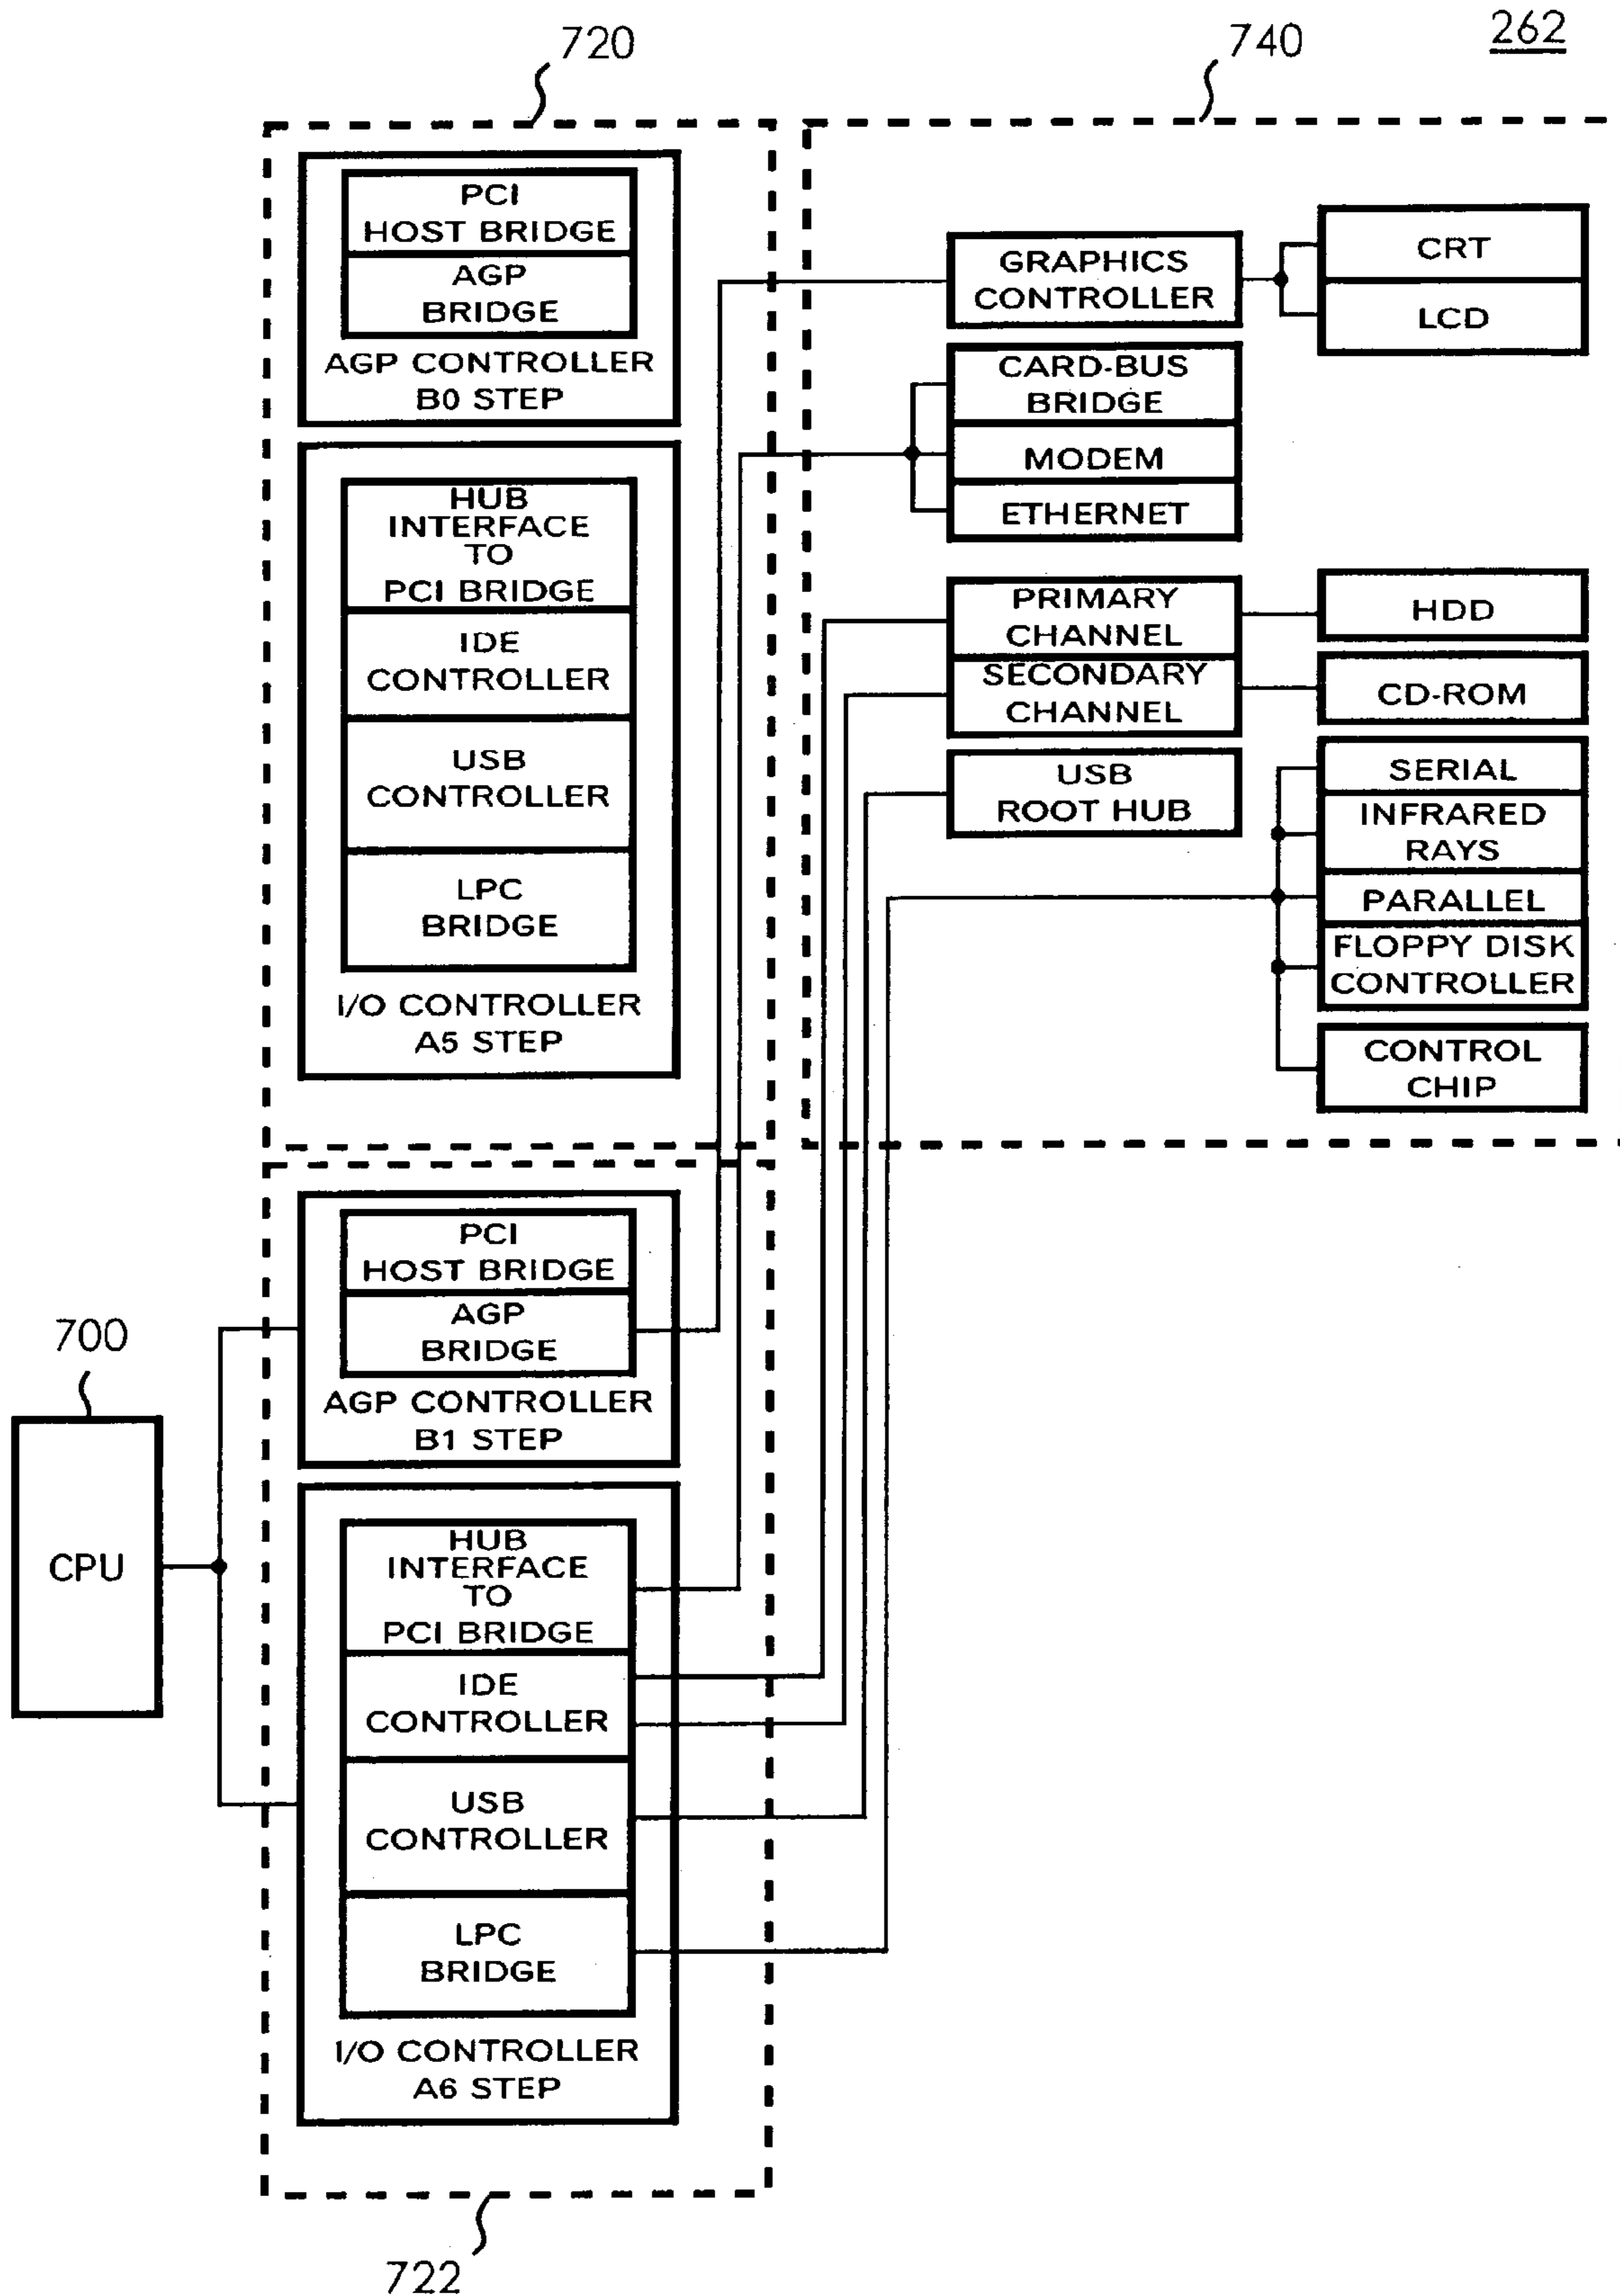 720
740
262
PCI
HOST BRIDGE
AGP
BRIDGE
AGP CONTROLLER
B0 STEP
HUB
INTERFACE
TO
PCI BRIDGE
IDE
CONTROLLER
USB
CONTROLLER
LPC
BRIDGE
I/O CONTROLLER
A5 STEP
GRAPHICS
CONTROLLER
CRT
LCD
CARD-BUS
BRIDGE
MODEM
ETHERNET
PRIMARY
CHANNEL
SECONDARY
CHANNEL
HDD
CD-ROM
USB
ROOT HUB
SERIAL
INFRARED
RAYS
PARALLEL
FLOPPY DISK
CONTROLLER
CONTROL
CHIP
700
CPU
PCI
HOST BRIDGE
AGP
BRIDGE
AGP CONTROLLER
B1 STEP
HUB
INTERFACE
TO
PCI BRIDGE
IDE
CONTROLLER
USB
CONTROLLER
LPC
BRIDGE
I/O CONTROLLER
A6 STEP
722